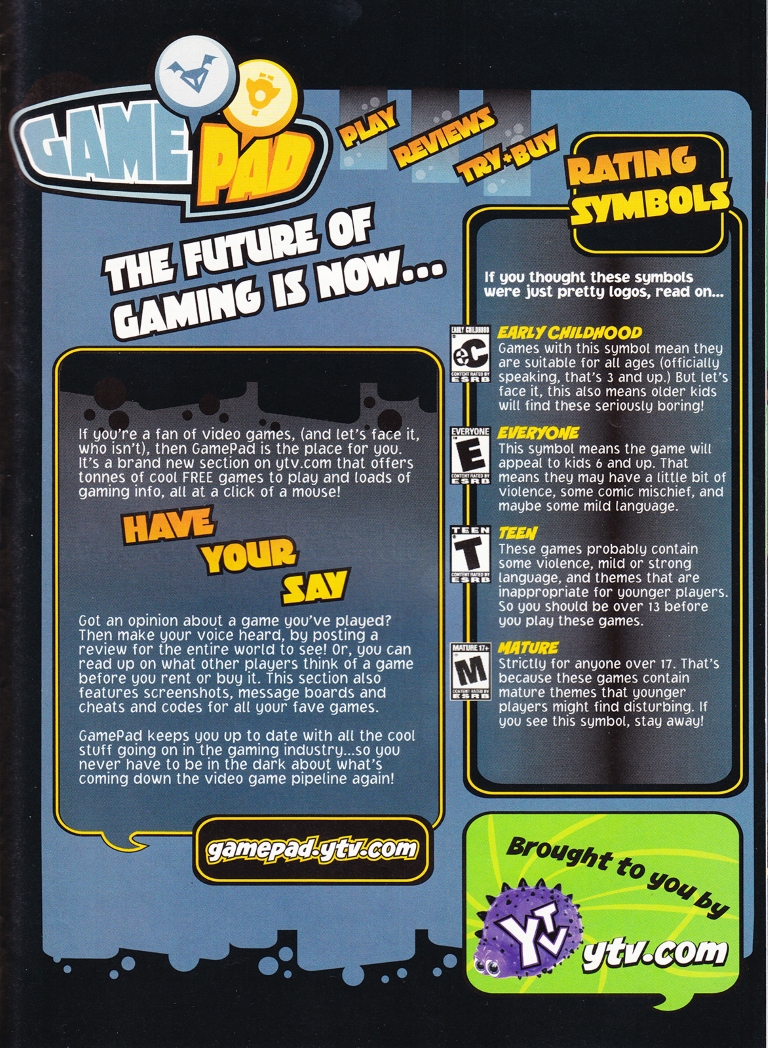 GAME PAD
PLAY
REVIEWS
TRY+BUY
THE FUTURE OF
GAMING IS NOW...
If you're a fan of video games, (and let's face it,
who isn't), then GamePad is the place for you.
It's a brand new section on ytv.com that offers
tonnes of cool FREE games to play and loads of
gaming info, all at a click of a mouse!
HAVE
YOUR
SAY
Got an opinion about a game you've played?
Then make your voice heard, by posting a
review for the entire world to see! Or, you can
read up on what other players think of a game
before you rent or buy it. This section also
features screenshots, message boards and
cheats and codes for all your fave games.
GamePad keeps you up to date with all the cool
stuff going on in the gaming industry...so you
never have to be in the dark about what's
coming down the video game pipeline again!
gamepad.ytv.com
RATING
SYMBOLS
If you thought these symbols
were just pretty logos, read on...
EARLY CHILDHOOD
eC
CONTENT RATED BY
ESRB
EARLY CHILDHOOD
Games with this symbol mean they
are suitable for all ages (officially
speaking, that's 3 and up.) But let's
face it, this also means older kids
will find these seriously boring!
EVERYONE
E
CONTENT RATED BY
ESRB
EVERYONE
This symbol means the game will
appeal to kids 6 and up. That
means they may have a little bit of
violence, some comic mischief, and
maybe some mild language.
TEEN
T
CONTENT RATED BY
ESRB
TEEN
These games probably contain
some violence, mild or strong
language, and themes that are
inappropriate for younger players.
So you should be over 13 before
you play these games.
MATURE 17+
M
CONTENT RATED BY
ESRB
MATURE
Strictly for anyone over 17. That's
because these games contain
mature themes that younger
players might find disturbing. If
you see this symbol, stay away!
Brought to you by
YTV
ytv.com